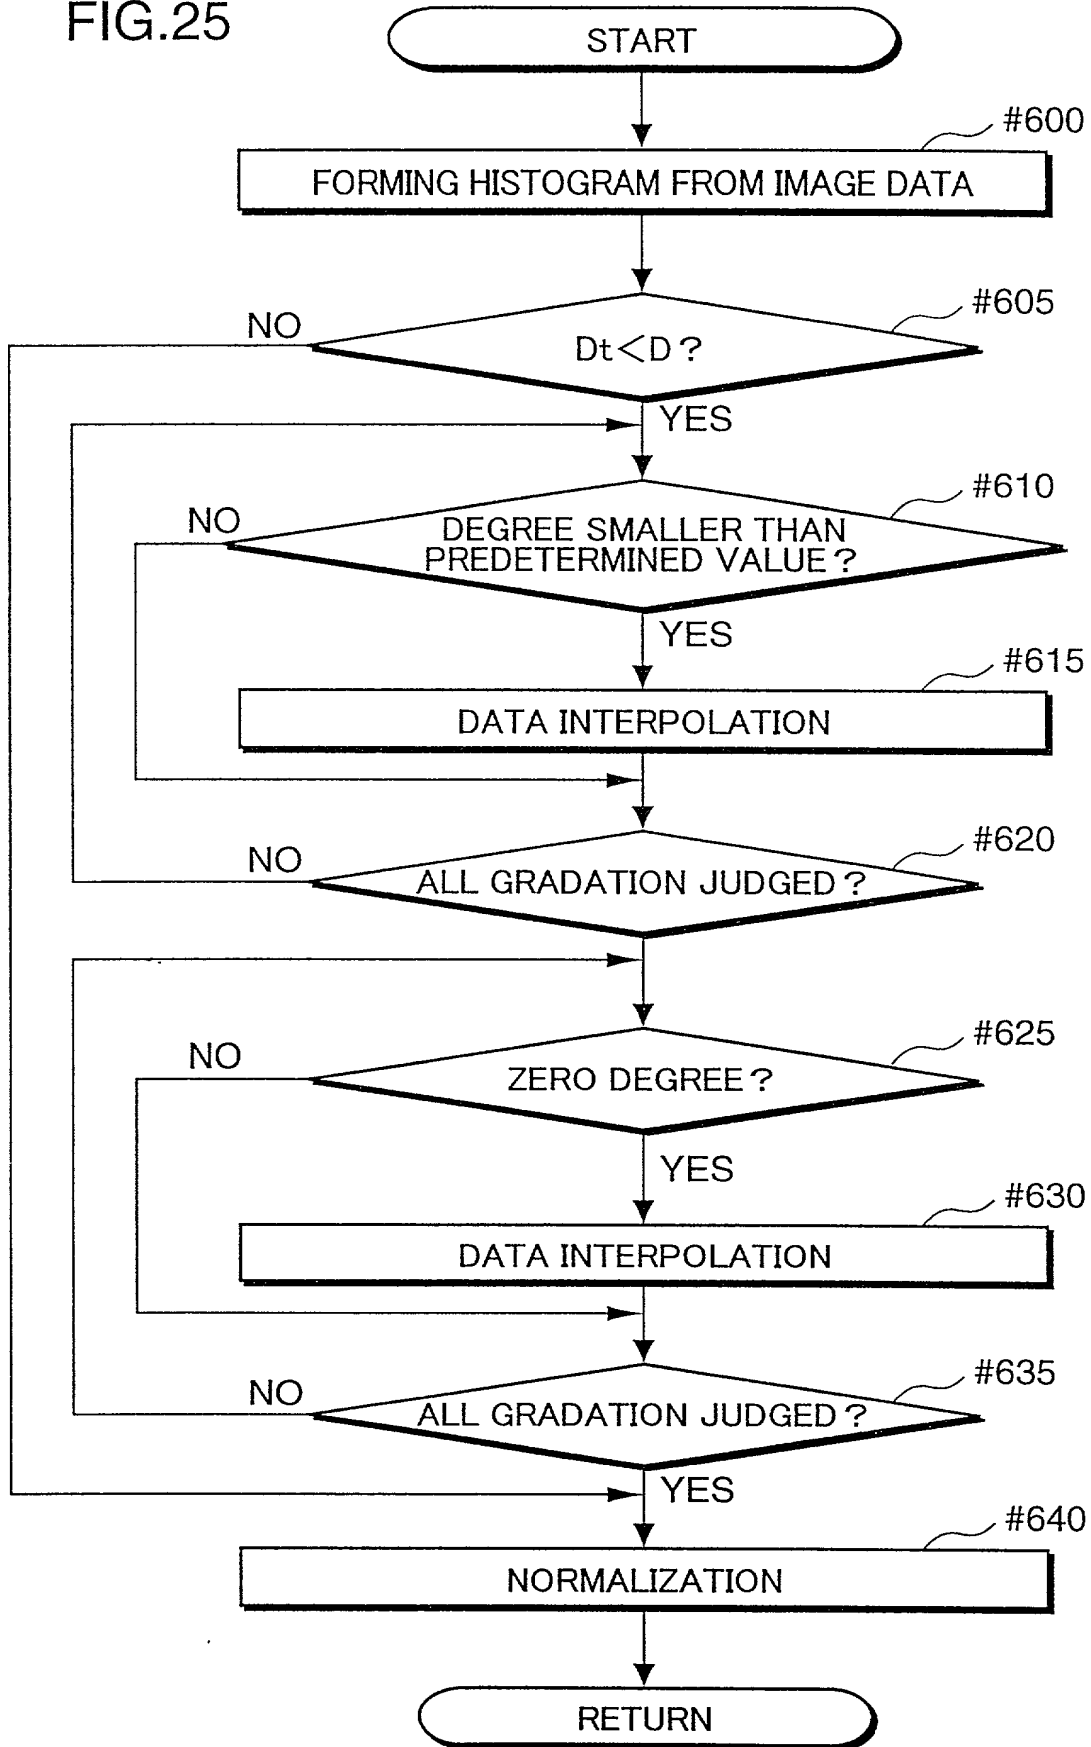 FIG.25
START
#600
FORMING HISTOGRAM FROM IMAGE DATA
#605
NO
Dt<D?
YES
#610
NO
DEGREE SMALLER THAN
PREDETERMINED VALUE?
YES
#615
DATA INTERPOLATION
#620
NO
ALL GRADATION JUDGED?
#625
NO
ZERO DEGREE?
YES
#630
DATA INTERPOLATION
#635
NO
ALL GRADATION JUDGED?
YES
#640
NORMALIZATION
RETURN